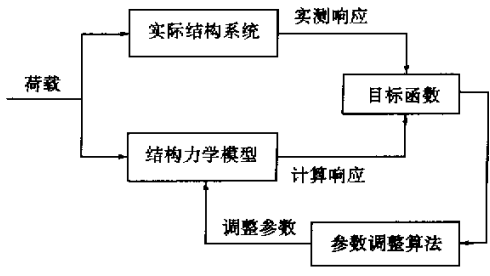 实际结构系统
实测响应
荷载
目标函数
结构力学模型
计算响应
调整参数
参数调整算法